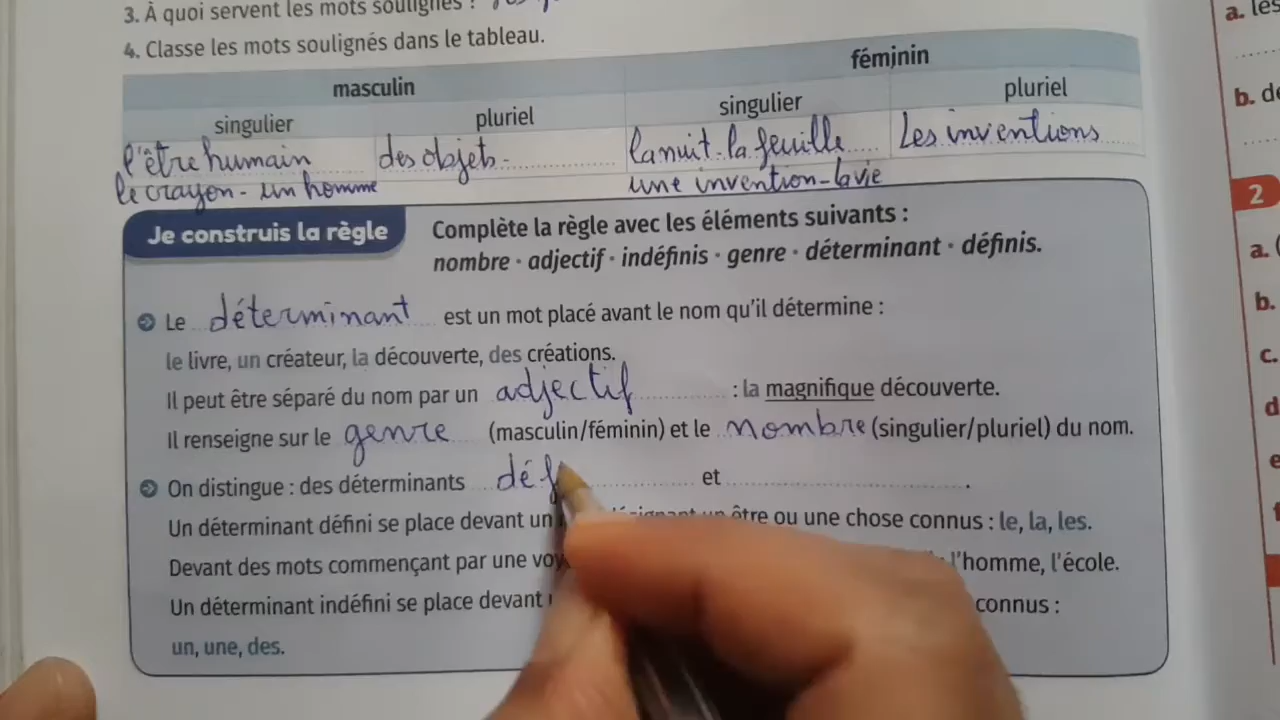 3. À quoi servent les mots soulignés ?
4. Classe les mots soulignés dans le tableau.
masculin féminin
singulier pluriel singulier pluriel
l'être humain des objets - la nuit - la feuille Les inventions
le crayon - un homme une invention - la vie
Je construis la règle Complète la règle avec les éléments suivants :
nombre · adjectif · indéfinis · genre · déterminant · définis.
Le déterminant est un mot placé avant le nom qu'il détermine :
le livre, un créateur, la découverte, des créations.
Il peut être séparé du nom par un adjectif : la magnifique découverte.
Il renseigne sur le genre (masculin/féminin) et le nombre (singulier/pluriel) du nom.
On distingue : des déterminants déf et .
Un déterminant défini se place devant un être ou une chose connus : le, la, les.
Devant des mots commençant par une l'homme, l'école.
Un déterminant indéfini se place devant connus :
un, une, des.
a. les
b.
2
a.
b.
c.
d